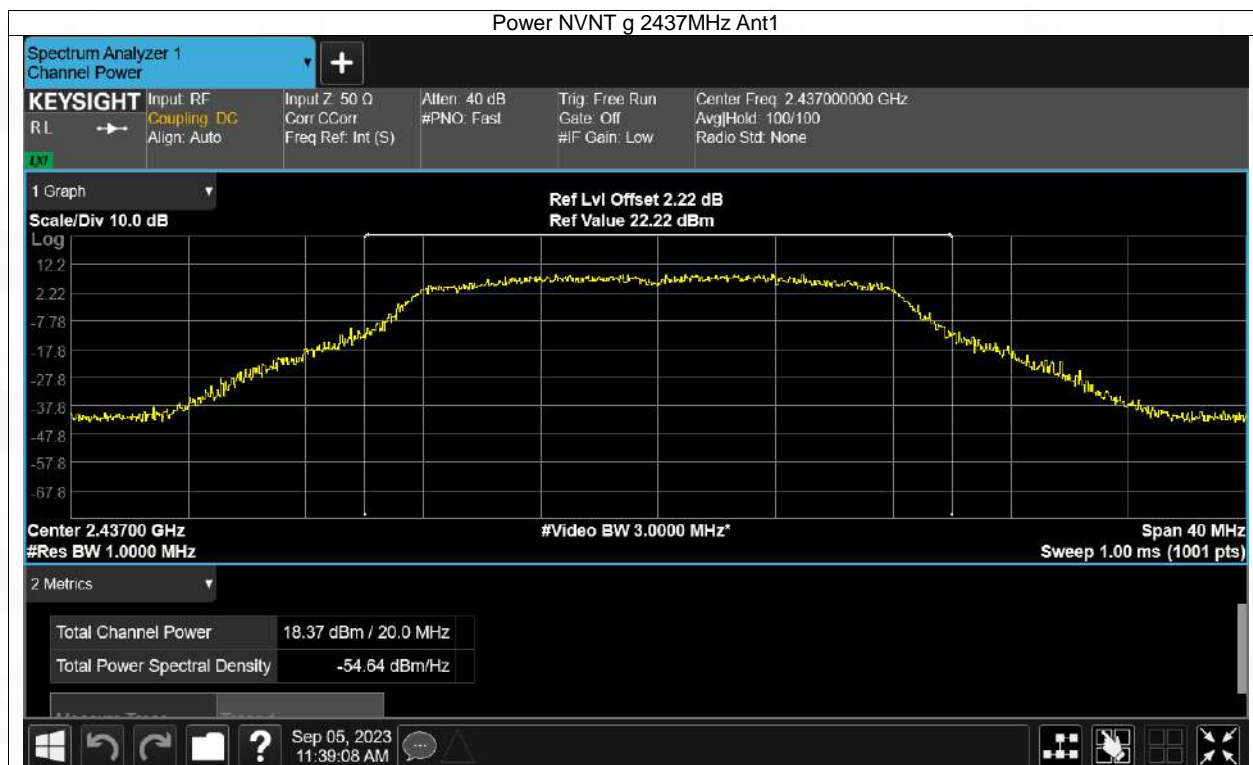 Power NVNT g 2437MHz Ant1
Spectrum Analyzer 1
Channel Power
KEYSIGHT
RL
LXI
Input: RF
Coupling: DC
Align: Auto
Input Z: 50 Ω
Corr CCorr
Freq Ref: Int (S)
Atten: 40 dB
#PNO: Fast
Trig: Free Run
Gate: Off
#IF Gain: Low
Center Freq: 2.437000000 GHz
Avg|Hold: 100/100
Radio Std: None
1 Graph
Ref Lvl Offset 2.22 dB
Scale/Div 10.0 dB
Ref Value 22.22 dBm
Log
12.2
2.22
-7.78
-17.8
-27.8
-37.8
-47.8
-57.8
-67.8
Center 2.43700 GHz
#Video BW 3.0000 MHz*
Span 40 MHz
#Res BW 1.0000 MHz
Sweep 1.00 ms (1001 pts)
2 Metrics
Total Channel Power 18.37 dBm / 20.0 MHz
Total Power Spectral Density -54.64 dBm/Hz
?
Sep 05, 2023
11:39:08 AM